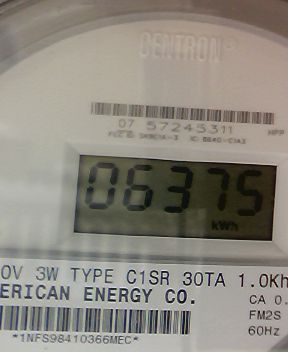 CENTRON®
07 57245311
HPP
06375
kWh
0V 3W TYPE C1SR 30TA 1.0Kh
ERICAN ENERGY CO.
CA 0.
FM2S
60Hz
*1NFS98410366MEC*